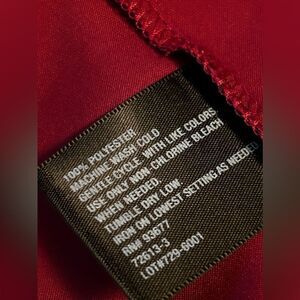 100% POLYESTER
MACHINE WASH COLD
GENTLE CYCLE, WITH LIKE COLORS
USE ONLY NON-CHLORINE BLEACH
WHEN NEEDED
TUMBLE DRY LOW
IRON ON LOWEST SETTING AS NEEDED
RN# 93677
72613-3
LOT#729-6001